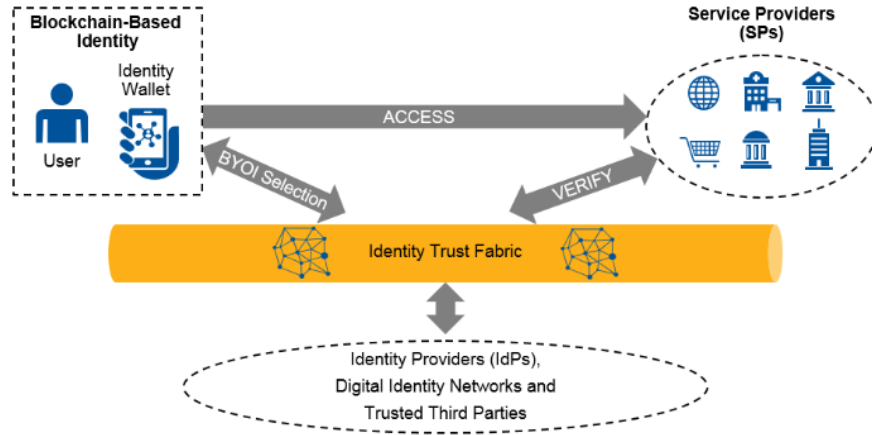 Blockchain-Based
Identity
Identity
Wallet
User
Service Providers
(SPs)
ACCESS
BYOI Selection
VERIFY
Identity Trust Fabric
Identity Providers (IdPs),
Digital Identity Networks and
Trusted Third Parties